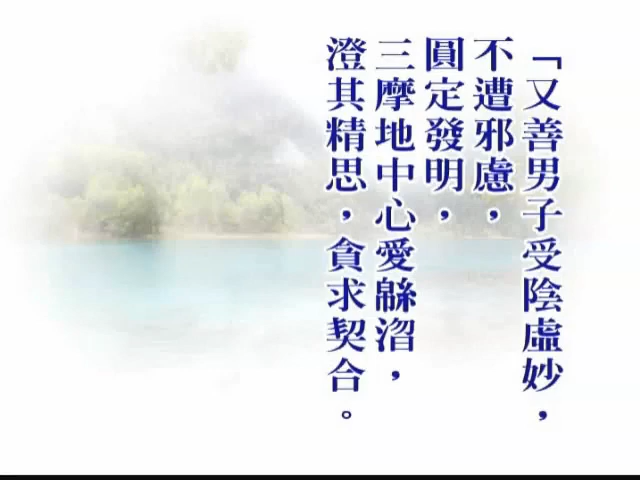 「又善男子受陰虛妙，
不遭邪慮，
圓定發明，
三摩地中心愛緜㳷，
澄其精思，貪求契合。